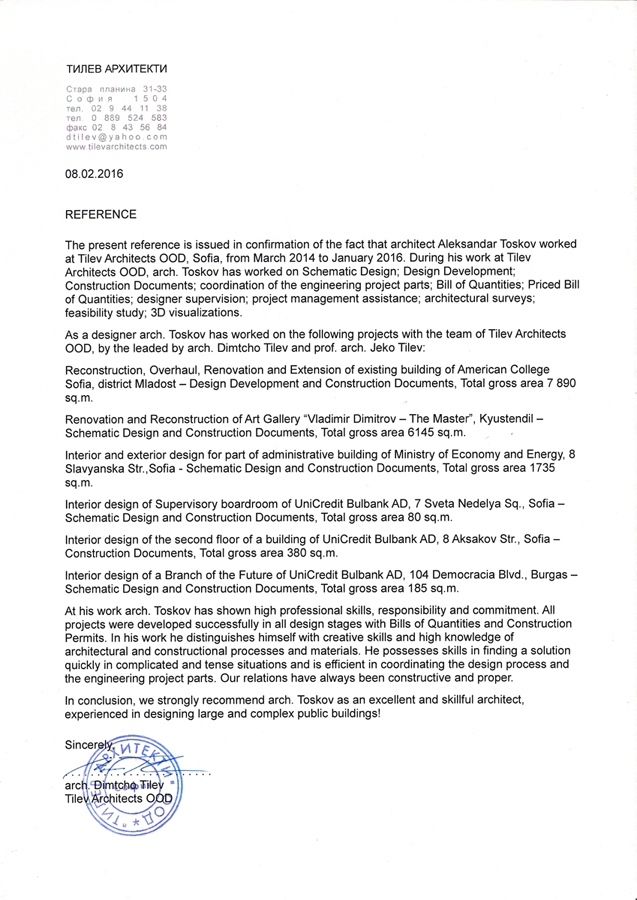 ТИЛЕВ АРХИТЕКТИ
Стара планина 31-33
София 1504
тел. 02 9 44 11 38
тел. 0 889 524 583
факс 02 8 43 56 84
dtilev@yahoo.com
www.tilevarchitects.com
08.02.2016
REFERENCE
The present reference is issued in confirmation of the fact that architect Aleksandar Toskov worked
at Tilev Architects OOD, Sofia, from March 2014 to January 2016. During his work at Tilev
Architects OOD, arch. Toskov has worked on Schematic Design; Design Development;
Construction Documents; coordination of the engineering project parts; Bill of Quantities; Priced Bill
of Quantities; designer supervision; project management assistance; architectural surveys;
feasibility study; 3D visualizations.
As a designer arch. Toskov has worked on the following projects with the team of Tilev Architects
OOD, by the leaded by arch. Dimtcho Tilev and prof. arch. Jeko Tilev:
Reconstruction, Overhaul, Renovation and Extension of existing building of American College
Sofia, district Mladost – Design Development and Construction Documents, Total gross area 7 890
sq.m.
Renovation and Reconstruction of Art Gallery “Vladimir Dimitrov – The Master”, Kyustendil –
Schematic Design and Construction Documents, Total gross area 6145 sq.m.
Interior and exterior design for part of administrative building of Ministry of Economy and Energy, 8
Slavyanska Str.,Sofia - Schematic Design and Construction Documents, Total gross area 1735
sq.m.
Interior design of Supervisory boardroom of UniCredit Bulbank AD, 7 Sveta Nedelya Sq., Sofia –
Schematic Design and Construction Documents, Total gross area 80 sq.m.
Interior design of the second floor of a building of UniCredit Bulbank AD, 8 Aksakov Str., Sofia –
Construction Documents, Total gross area 380 sq.m.
Interior design of a Branch of the Future of UniCredit Bulbank AD, 104 Democracia Blvd., Burgas –
Schematic Design and Construction Documents, Total gross area 185 sq.m.
At his work arch. Toskov has shown high professional skills, responsibility and commitment. All
projects were developed successfully in all design stages with Bills of Quantities and Construction
Permits. In his work he distinguishes himself with creative skills and high knowledge of
architectural and constructional processes and materials. He possesses skills in finding a solution
quickly in complicated and tense situations and is efficient in coordinating the design process and
the engineering project parts. Our relations have always been constructive and proper.
In conclusion, we strongly recommend arch. Toskov as an excellent and skillful architect,
experienced in designing large and complex public buildings!
Sincerely,
arch. Dimtcho Tilev
Tilev Architects OOD
"ТИЛЕВ АРХИТЕКТИ" ООД